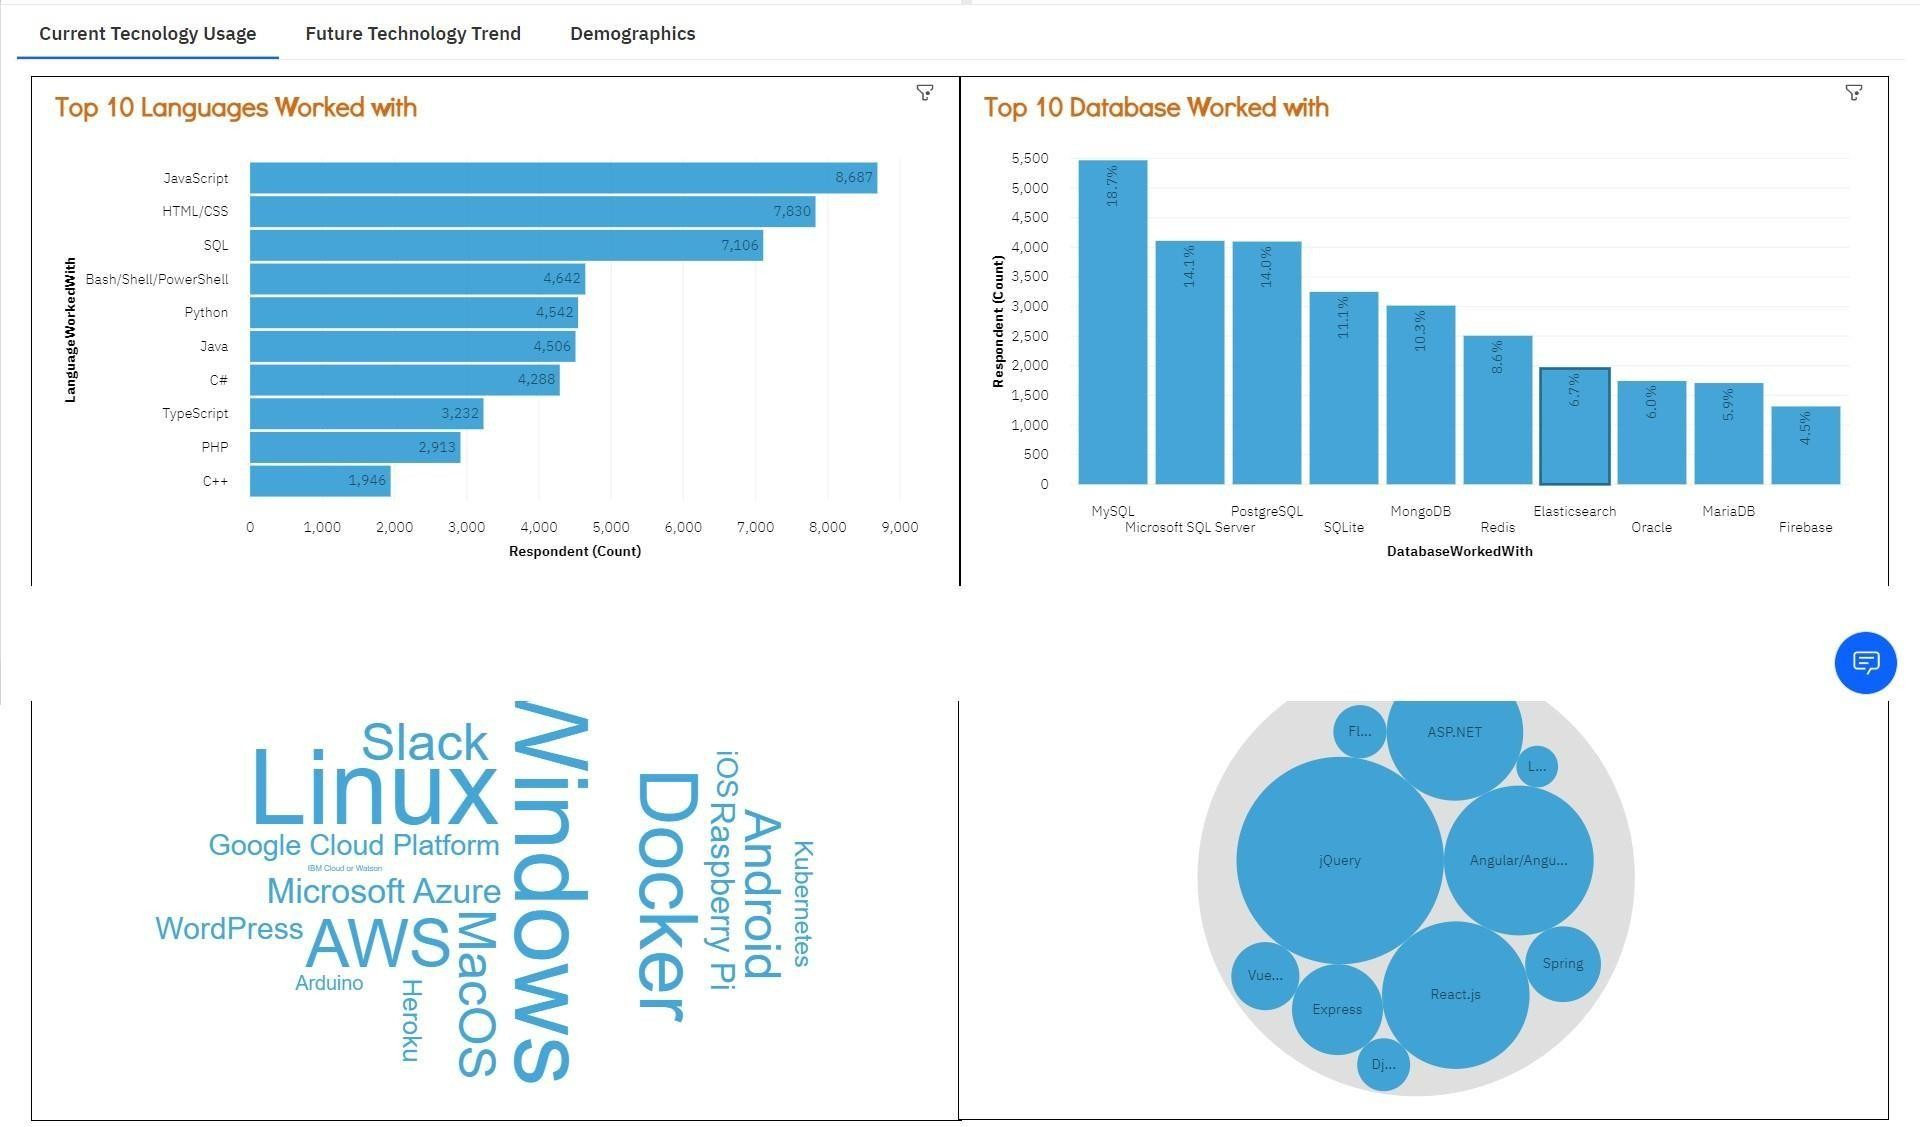 Current Tecnology Usage
Future Technology Trend
Demographics
Top 10 Languages Worked with
LanguageWorkedWith
JavaScript 8,687
HTML/CSS 7,830
SQL 7,106
Bash/Shell/PowerShell 4,642
Python 4,542
Java 4,506
C# 4,288
TypeScript 3,232
PHP 2,913
C++ 1,946
0 1,000 2,000 3,000 4,000 5,000 6,000 7,000 8,000 9,000
Respondent (Count)
Top 10 Database Worked with
Respondent (Count)
5,500
5,000
4,500
4,000
3,500
3,000
2,500
2,000
1,500
1,000
500
0
18.7%
14.1%
14.0%
11.1%
10.3%
8.6%
6.7%
6.0%
5.9%
4.5%
MySQL
Microsoft SQL Server
PostgreSQL
SQLite
MongoDB
Redis
Elasticsearch
Oracle
MariaDB
Firebase
DatabaseWorkedWith
Slack
Linux
Google Cloud Platform
IBM Cloud or Watson
Microsoft Azure
WordPress
AWS
Arduino
Heroku
MacOS
Windows
Docker
iOS
Raspberry Pi
Android
Kubernetes
Fl...
ASP.NET
L...
jQuery
Angular/Angu...
Vue...
Express
React.js
Spring
Dj...